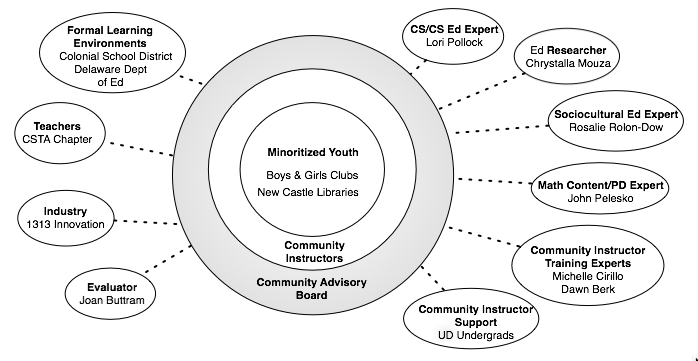 Formal Learning
Environments
Colonial School District
Delaware Dept
of Ed
Teachers
CSTA Chapter
Industry
1313 Innovation
Evaluator
Joan Buttram
Minoritized Youth
Boys & Girls Clubs
New Castle Libraries
Community
Instructors
Community Advisory
Board
CS/CS Ed Expert
Lori Pollock
Ed Researcher
Chrystalla Mouza
Sociocultural Ed Expert
Rosalie Rolon-Dow
Math Content/PD Expert
John Pelesko
Community Instructor
Training Experts
Michelle Cirillo
Dawn Berk
Community Instructor
Support
UD Undergrads